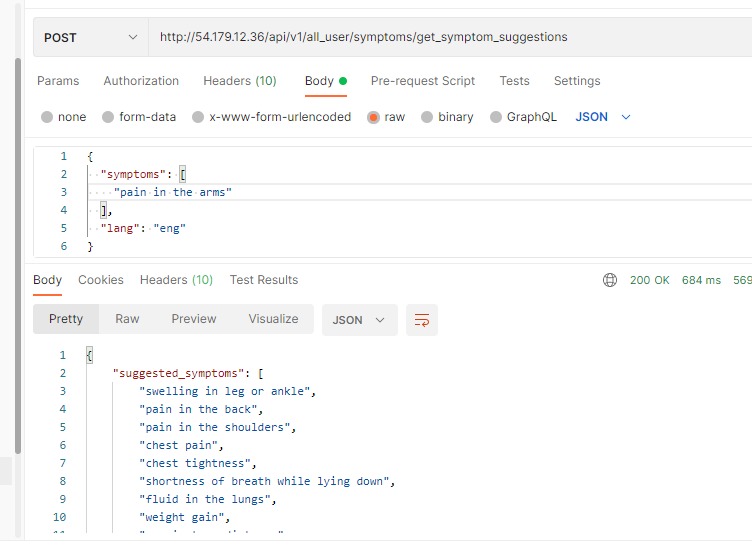 POST http://54.179.12.36/api/v1/all_user/symptoms/get_symptom_suggestions
Params Authorization Headers (10) Body Pre-request Script Tests Settings
none form-data x-www-form-urlencoded raw binary GraphQL JSON
1 {
2 "symptoms": [
3 "pain in the arms"
4 ],
5 "lang": "eng"
6 }
Body Cookies Headers (10) Test Results 200 OK 684 ms 569
Pretty Raw Preview Visualize JSON
1 {
2 "suggested_symptoms": [
3 "swelling in leg or ankle",
4 "pain in the back",
5 "pain in the shoulders",
6 "chest pain",
7 "chest tightness",
8 "shortness of breath while lying down",
9 "fluid in the lungs",
10 "weight gain",